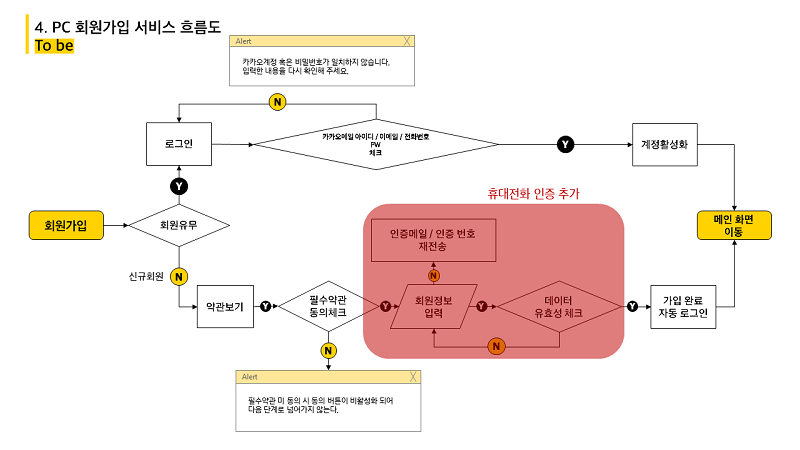 4. PC 회원가입 서비스 흐름도
To be
Alert
카카오계정 혹은 비밀번호가 일치하지 않습니다.
입력한 내용을 다시 확인해 주세요.
N
로그인
카카오메일 아이디 / 이메일 / 전화번호
PW
체크
Y
계정활성화
Y
휴대전화 인증 추가
회원가입
회원유무
인증메일 / 인증 번호
재전송
메인 화면
이동
신규회원
N
N
약관보기
Y
필수약관
동의체크
Y
회원정보
입력
Y
데이터
유효성 체크
Y
가입 완료
자동 로그인
N
N
Alert
필수약관 미 동의 시 동의 버튼이 비활성화 되어
다음 단계로 넘어가지 않는다.